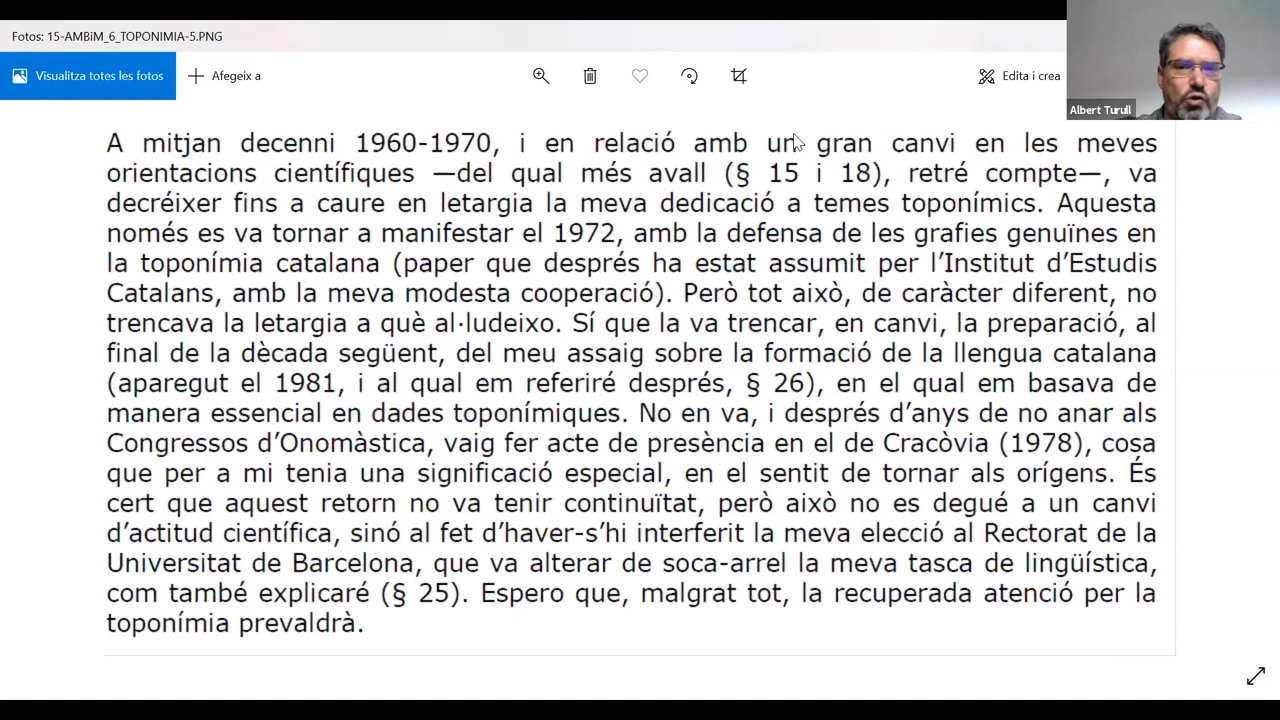 Fotos: 15-AMBiM_6_TOPONIMIA-5.PNG
Visualitza totes les fotos
Afegeix a
Edita i crea
Albert Turull
A mitjan decenni 1960-1970, i en relació amb un gran canvi en les meves
orientacions científiques —del qual més avall (§ 15 i 18), retré compte—, va
decréixer fins a caure en letargia la meva dedicació a temes toponímics. Aquesta
només es va tornar a manifestar el 1972, amb la defensa de les grafies genuïnes en
la toponímia catalana (paper que després ha estat assumit per l’Institut d’Estudis
Catalans, amb la meva modesta cooperació). Però tot això, de caràcter diferent, no
trencava la letargia a què al·ludeixo. Sí que la va trencar, en canvi, la preparació, al
final de la dècada següent, del meu assaig sobre la formació de la llengua catalana
(aparegut el 1981, i al qual em referiré després, § 26), en el qual em basava de
manera essencial en dades toponímiques. No en va, i després d’anys de no anar als
Congressos d’Onomàstica, vaig fer acte de presència en el de Cracòvia (1978), cosa
que per a mi tenia una significació especial, en el sentit de tornar als orígens. És
cert que aquest retorn no va tenir continuïtat, però això no es degué a un canvi
d’actitud científica, sinó al fet d’haver-s’hi interferit la meva elecció al Rectorat de la
Universitat de Barcelona, que va alterar de soca-arrel la meva tasca de lingüística,
com també explicaré (§ 25). Espero que, malgrat tot, la recuperada atenció per la
toponímia prevaldrà.